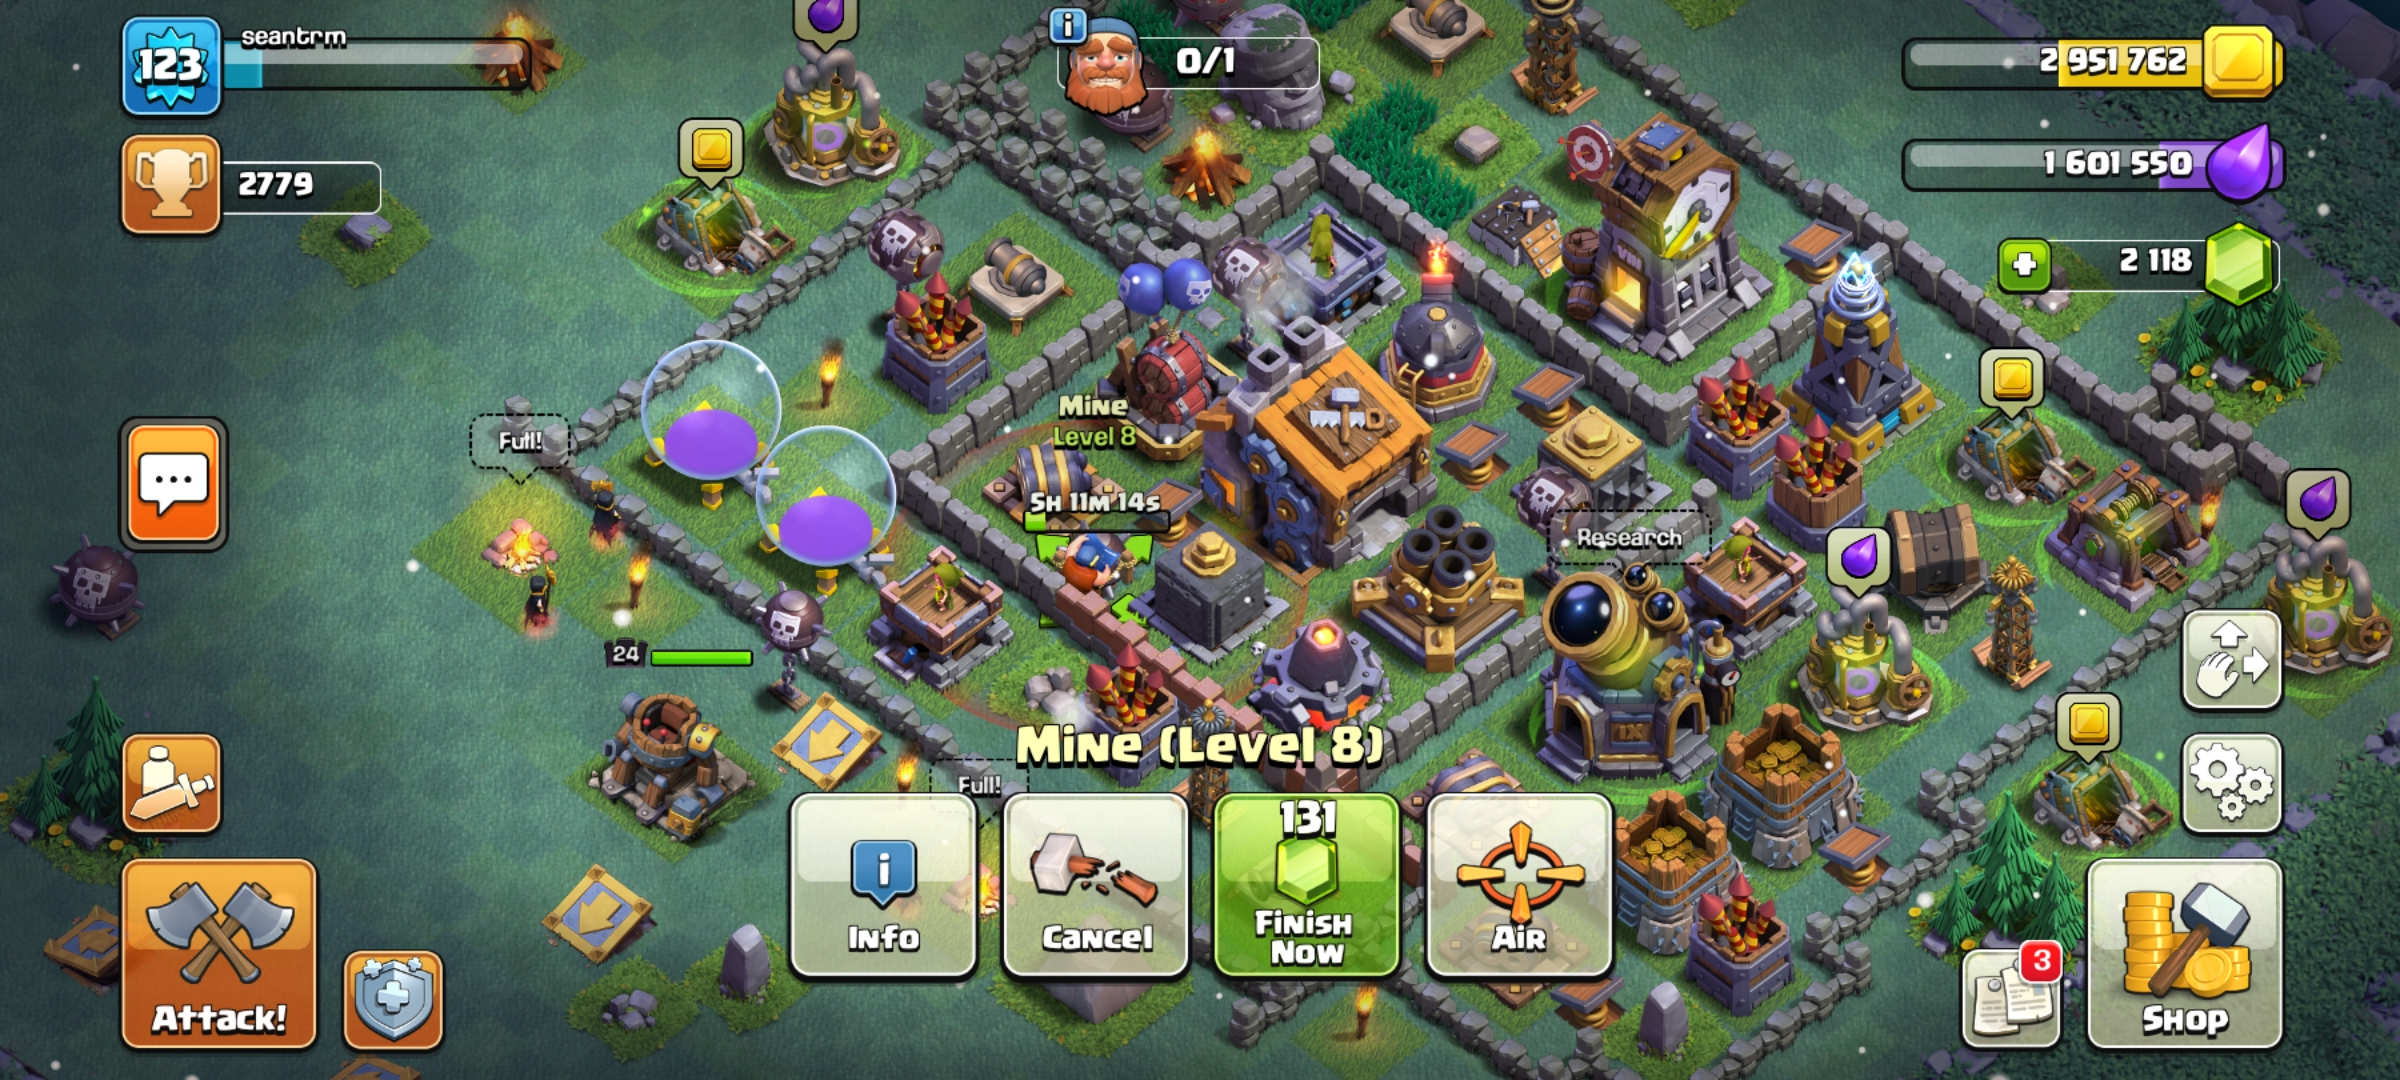 123
seantrm
0/1
2 951 762
1 601 550
2779
2 118
Mine
Level 8
Full!
5H 11M 14S
Research
24
Mine (Level 8)
Full!
131
Info
Cancel
Finish
Now
Air
Attack!
3
Shop
IX